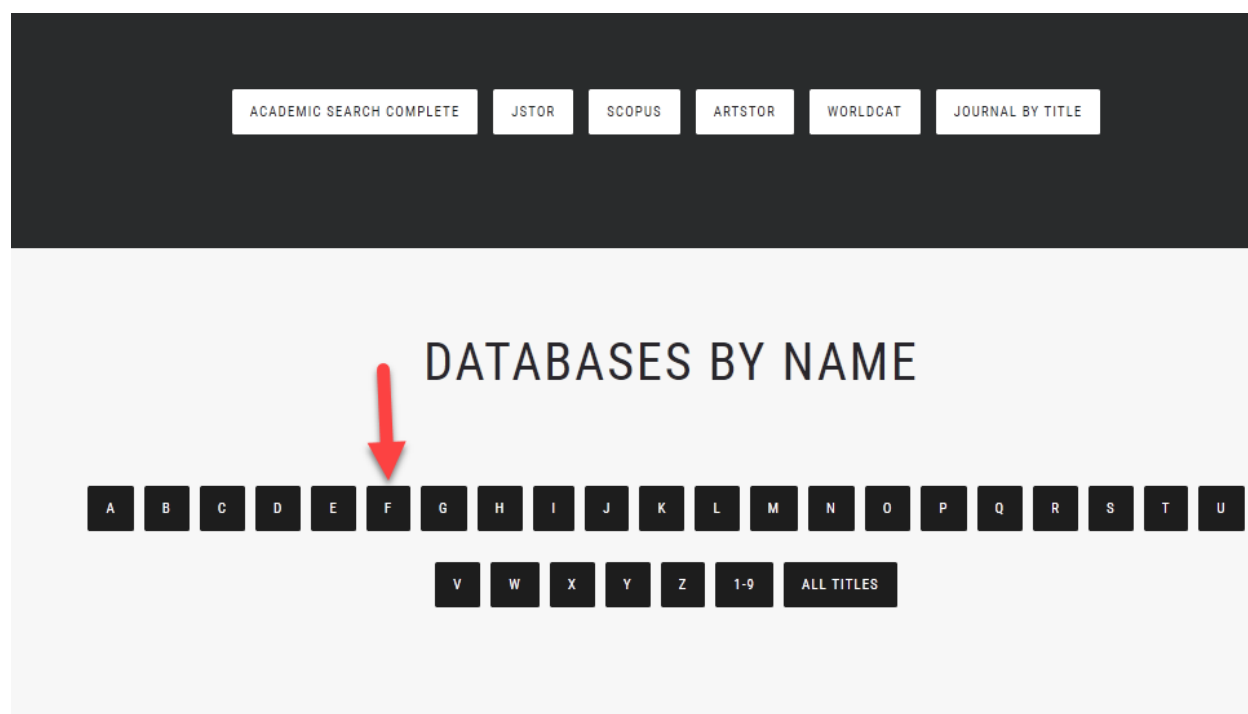 ACADEMIC SEARCH COMPLETE JSTOR SCOPUS ARTSTOR WORLDCAT JOURNAL BY TITLE
DATABASES BY NAME
A B C D E F G H I J K L M N O P Q R S T U
V W X Y Z 1-9 ALL TITLES